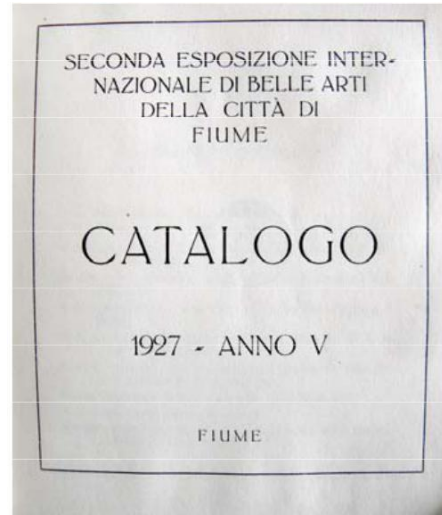 SECONDA ESPOSIZIONE INTER-
NAZIONALE DI BELLE ARTI
DELLA CITTÀ DI
FIUME
CATALOGO
1927 - ANNO V
FIUME